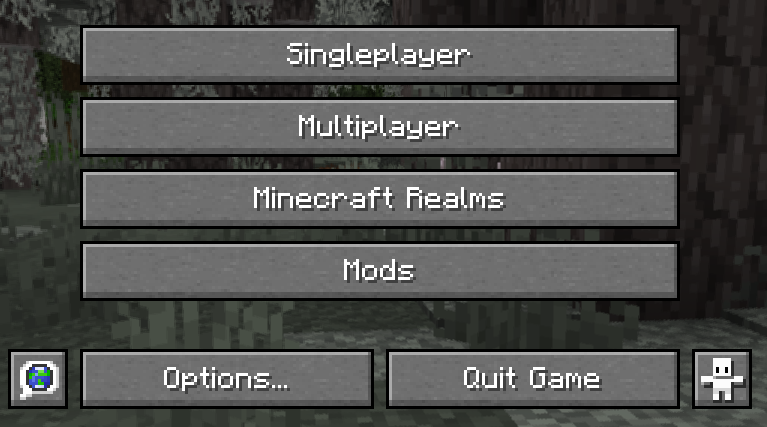 Singleplayer
Multiplayer
Minecraft Realms
Mods
Options...
Quit Game